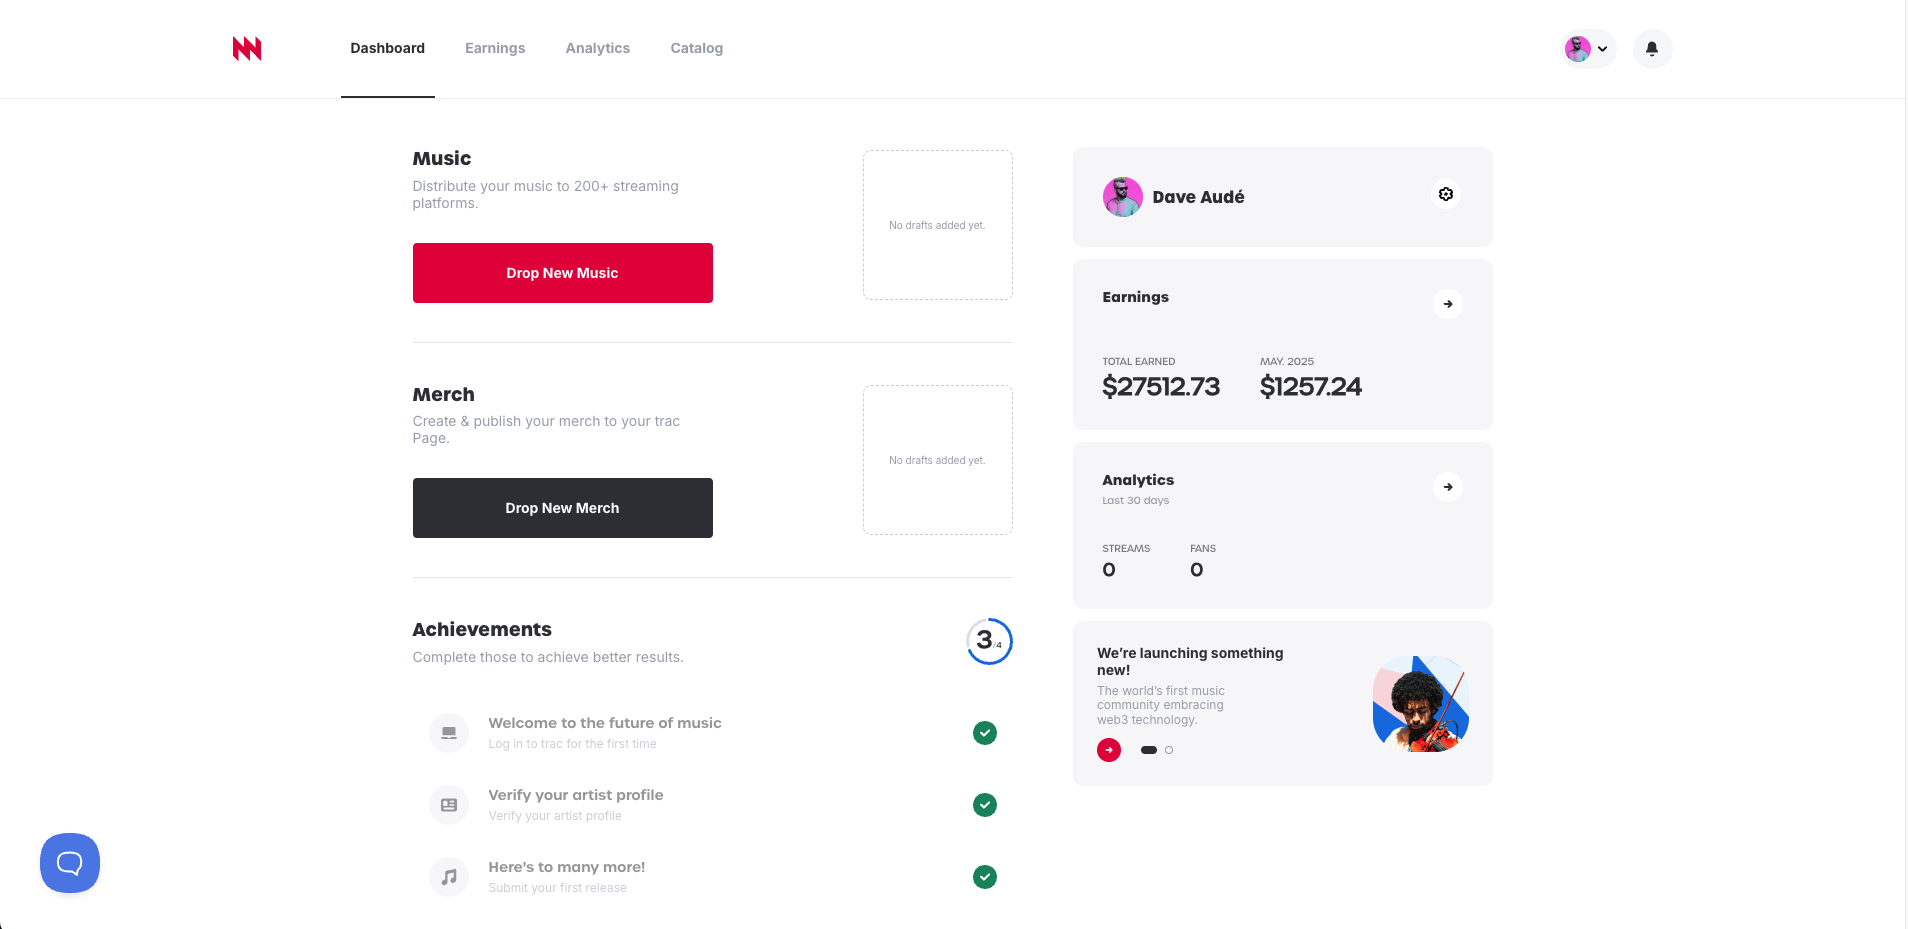 Dashboard
Earnings
Analytics
Catalog
Music
Distribute your music to 200+ streaming
platforms.
Drop New Music
No drafts added yet.
Merch
Create & publish your merch to your trac
Page.
Drop New Merch
No drafts added yet.
Achievements
Complete those to achieve better results.
3/4
Welcome to the future of music
Log in to trac for the first time
Verify your artist profile
Verify your artist profile
Here's to many more!
Submit your first release
Dave Audé
Earnings
TOTAL EARNED
$27512.73
MAY. 2025
$1257.24
Analytics
Last 30 days
STREAMS
0
FANS
0
We’re launching something
new!
The world’s first music
community embracing
web3 technology.